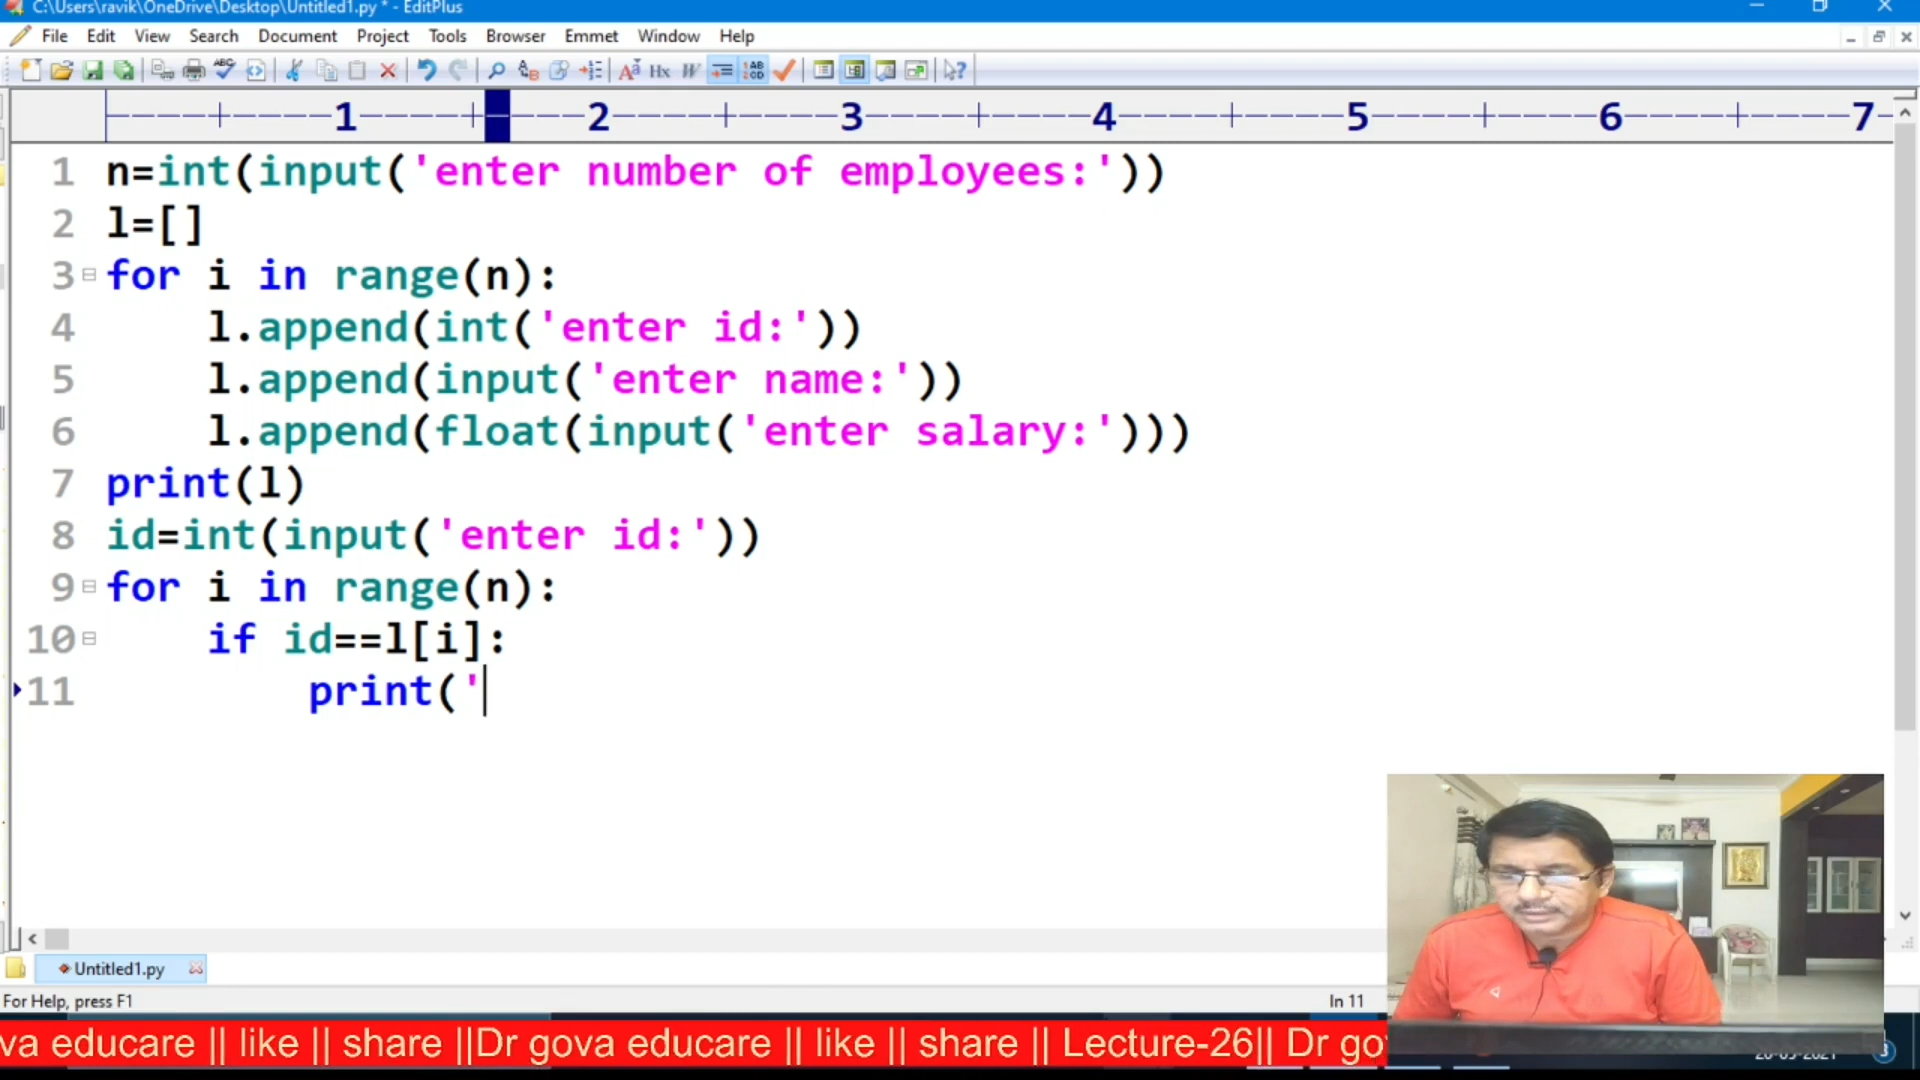 C:\Users\ravik\OneDrive\Desktop\Untitled1.py * - EditPlus
File Edit View Search Document Project Tools Browser Emmet Window Help
1 2 3 4 5 6 7
1 n=int(input('enter number of employees:'))
2 l=[]
3 for i in range(n):
4 l.append(int('enter id:'))
5 l.append(input('enter name:'))
6 l.append(float(input('enter salary:')))
7 print(l)
8 id=int(input('enter id:'))
9 for i in range(n):
10 if id==l[i]:
11 print('
Untitled1.py
For Help, press F1
ln 11
va educare || like || share ||Dr gova educare || like || share || Lecture-26|| Dr go